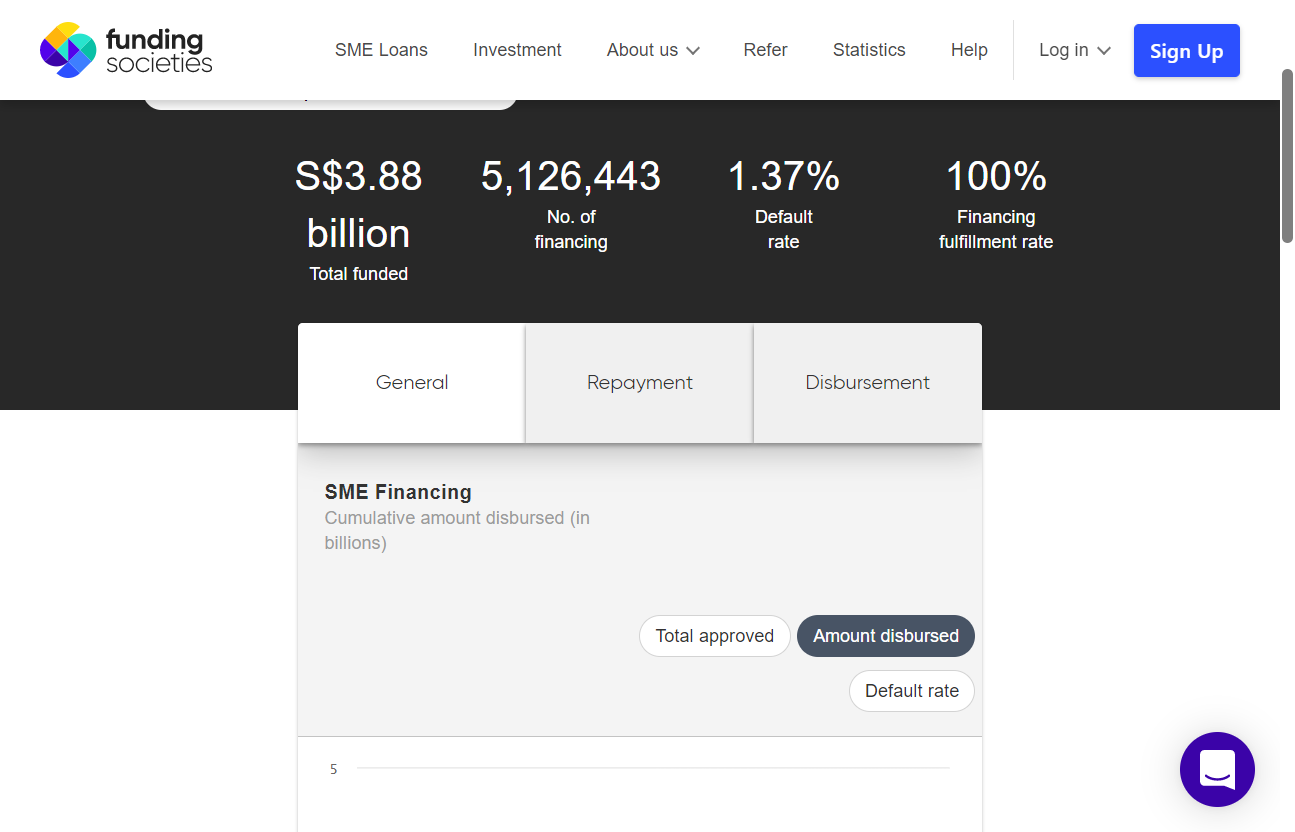 funding
societies
SME Loans
Investment
About us
Refer
Statistics
Help
Log in
Sign Up
S$3.88
billion
Total funded
5,126,443
No. of
financing
1.37%
Default
rate
100%
Financing
fulfillment rate
General
Repayment
Disbursement
SME Financing
Cumulative amount disbursed (in
billions)
Total approved
Amount disbursed
Default rate
5